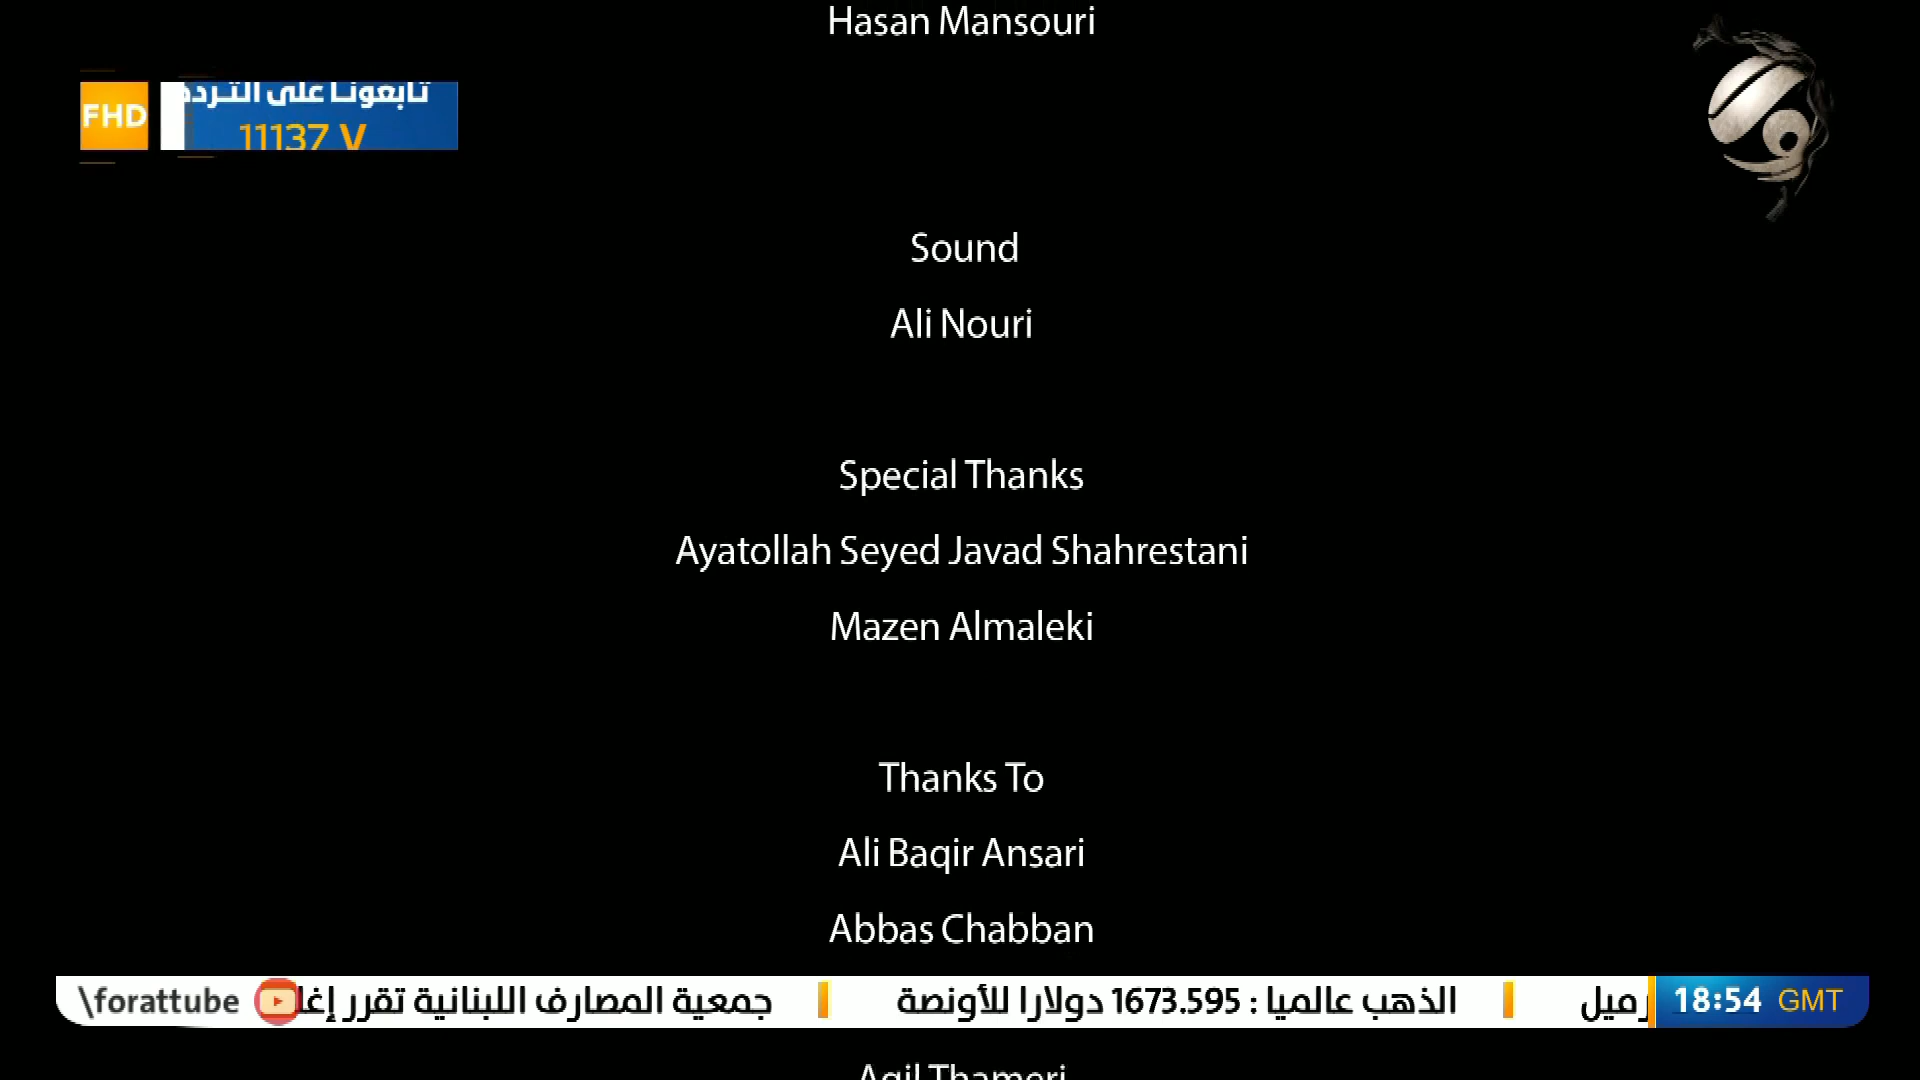 Hasan Mansouri
FHD
تابعونا على التردد
11137 V
Sound
Ali Nouri
Special Thanks
Ayatollah Seyed Javad Shahrestani
Mazen Almaleki
Thanks To
Ali Baqir Ansari
Abbas Chabban
الذهب عالميا : 1673.595 دولارا للأونصة
جمعية المصارف اللبنانية تقرر
\forattube
18:54 GMT
Aqil Thameri